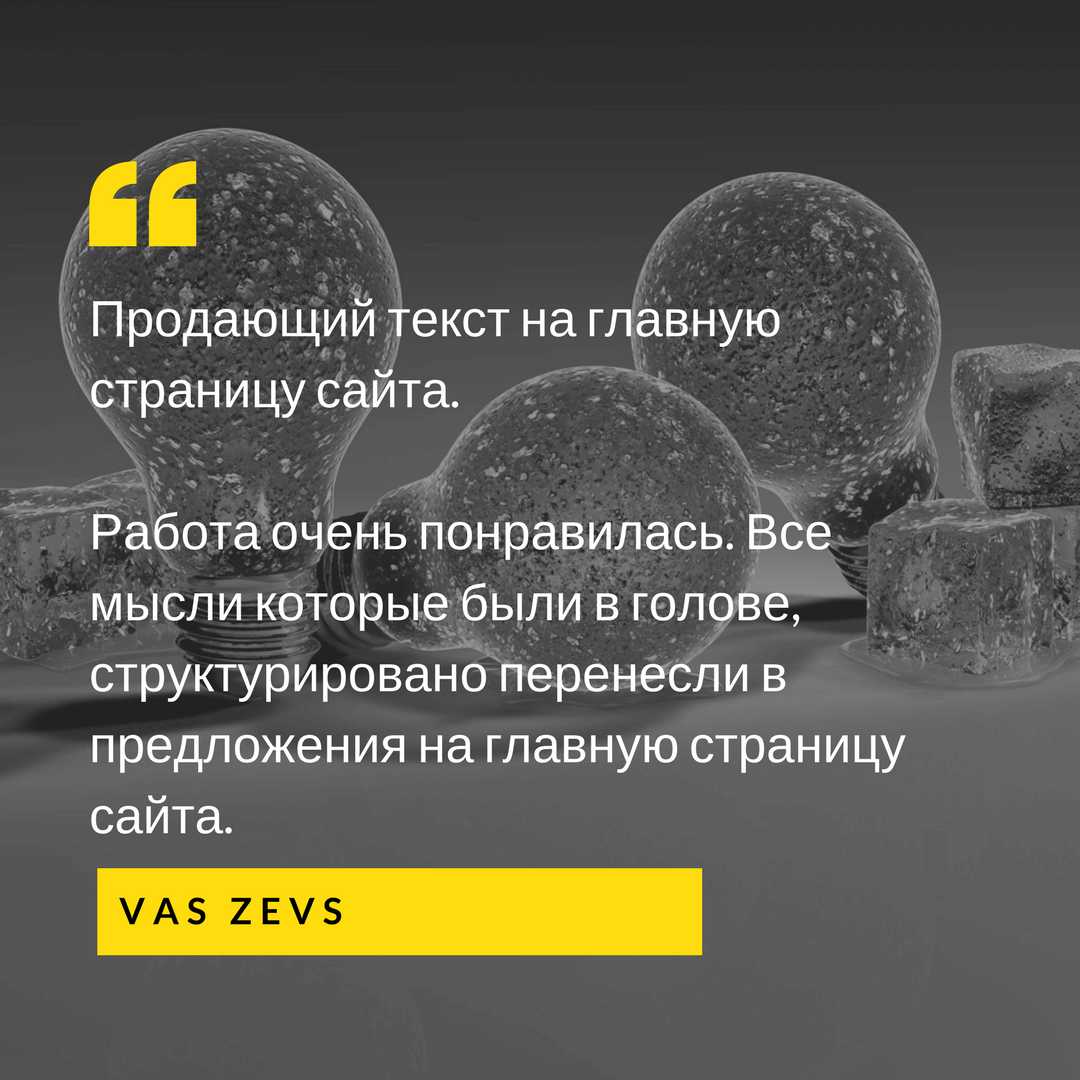 “
Продающий текст на главную
страницу сайта.
Работа очень понравилась. Все
мысли которые были в голове,
структурировано перенесли в
предложения на главную страницу
сайта.
VAS ZEVS